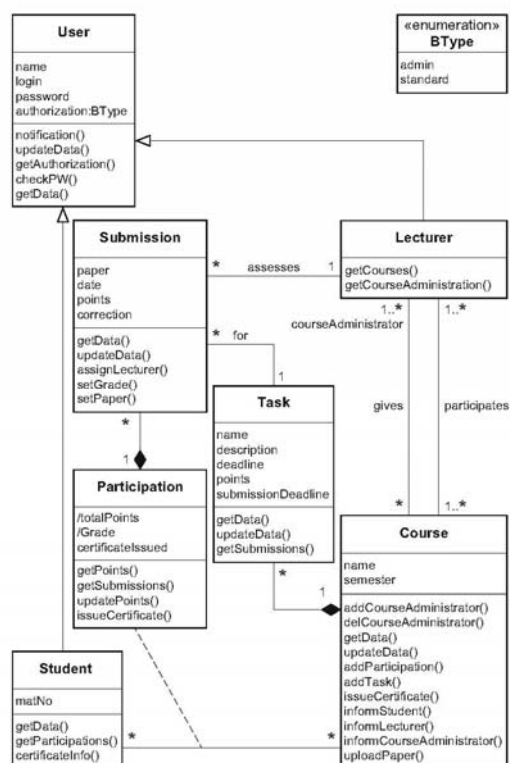 User
name
login
password
authorization:BType
notification()
updateData()
getAuthorization()
checkPW()
getData()
«enumeration»
BType
admin
standard
Submission
paper
date
points
correction
getData()
updateData()
assignLecturer()
setGrade()
setPaper()
* assesses 1
Lecturer
getCourses()
getCourseAdministration()
1..* 1..*
courseAdministrator
* for
1
gives participates
* 1..*
Task
name
description
deadline
points
submissionDeadline
getData()
updateData()
getSubmissions()
*
1
*
1
Participation
/totalPoints
/Grade
certificateIssued
getPoints()
getSubmissions()
updatePoints()
issueCertificate()
Course
name
semester
addCourseAdministrator()
delCourseAdministrator()
getData()
updateData()
addParticipation()
addTask()
issueCertificate()
informStudent()
informLecturer()
informCourseAdministrator()
uploadPaper()
Student
matNo
getData()
getParticipations()
certificateInfo()
* *